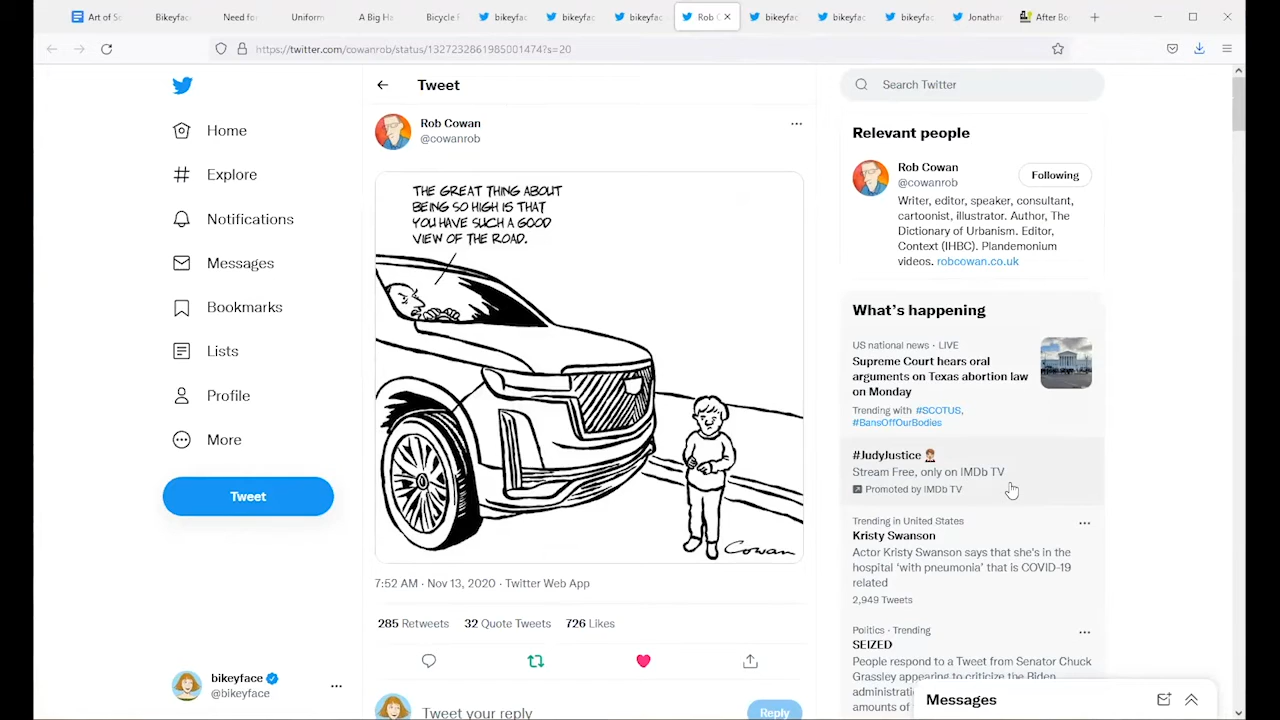 Art of Sc
Bikeyface
Need for
Uniform
A Big Ha
Bicycle f
bikeyfac
bikeyfac
bikeyfac
Rob C
bikeyfac
bikeyfac
bikeyfac
Jonathar
After Bo
https://twitter.com/cowanrob/status/1327232861985001474?s=20
Home
Explore
Notifications
Messages
Bookmarks
Lists
Profile
More
Tweet
bikeyface
@bikeyface
Tweet
Rob Cowan
@cowanrob
THE GREAT THING ABOUT
BEING SO HIGH IS THAT
YOU HAVE SUCH A GOOD
VIEW OF THE ROAD.
Cowan
7:52 AM · Nov 13, 2020 · Twitter Web App
285 Retweets 32 Quote Tweets 726 Likes
Tweet your reply
Reply
Search Twitter
Relevant people
Rob Cowan
@cowanrob
Following
Writer, editor, speaker, consultant,
cartoonist, illustrator. Author, The
Dictionary of Urbanism. Editor,
Context (IHBC). Plandemonium
videos. robcowan.co.uk
What's happening
US national news · LIVE
Supreme Court hears oral
arguments on Texas abortion law
on Monday
Trending with #SCOTUS,
#BansOffOurBodies
#JudyJustice
Stream Free, only on IMDb TV
Promoted by IMDb TV
Trending in United States
Kristy Swanson
Actor Kristy Swanson says that she's in the
hospital 'with pneumonia' that is COVID-19
related
2,949 Tweets
Politics · Trending
SEIZED
People respond to a Tweet from Senator Chuck
Grassley appearing to criticize the Biden
amounts of
Messages